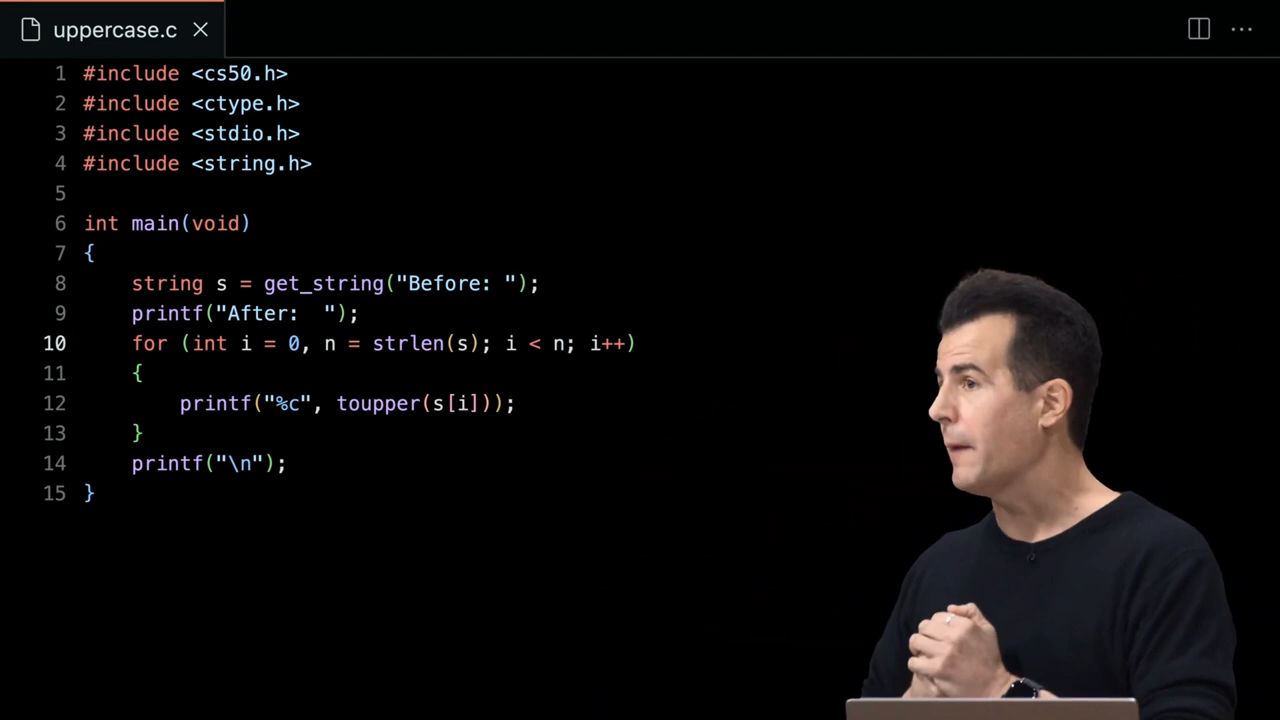 uppercase.c
1 #include <cs50.h>
2 #include <ctype.h>
3 #include <stdio.h>
4 #include <string.h>
5
6 int main(void)
7 {
8     string s = get_string("Before: ");
9     printf("After:  ");
10     for (int i = 0, n = strlen(s); i < n; i++)
11     {
12         printf("%c", toupper(s[i]));
13     }
14     printf("\n");
15 }